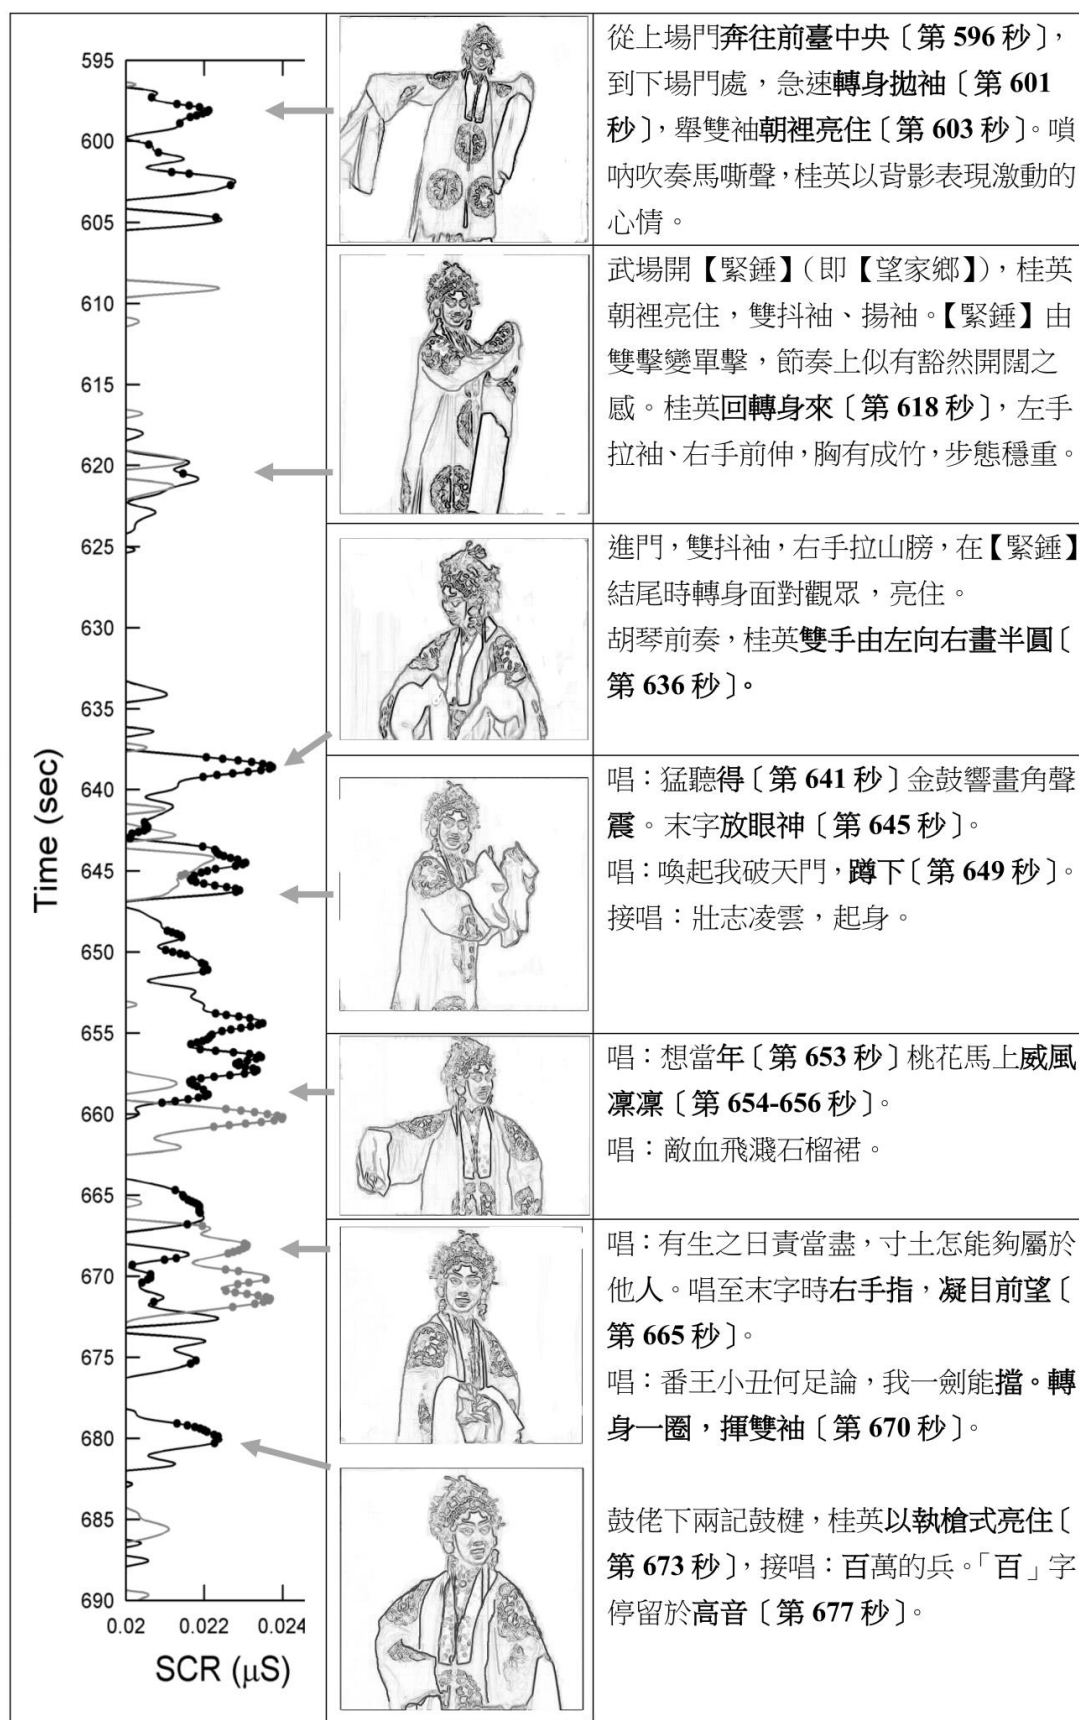 595
600
605
610
615
620
625
630
635
640
645
650
655
660
665
670
675
680
685
690
Time (sec)
0.02 0.022 0.024
SCR (μS)
從上場門奔往前臺中央〔第 596 秒〕,
到下場門處，急速轉身拋袖〔第 601
秒〕，舉雙袖朝裡亮住〔第 603 秒〕。嗩
吶吹奏馬嘶聲，桂英以背影表現激動的
心情。
武場開【緊錘】（即【望家鄉】），桂英
朝裡亮住，雙抖袖、揚袖。【緊錘】由
雙擊變單擊，節奏上似有豁然開闊之
感。桂英回轉身來〔第 618 秒〕，左手
拉袖、右手前伸，胸有成竹，步態穩重。
進門，雙抖袖，右手拉山膀，在【緊錘】
結尾時轉身面對觀眾，亮住。
胡琴前奏，桂英雙手由左向右畫半圓〔
第 636 秒〕。
唱：猛聽得〔第 641 秒〕金鼓響畫角聲
震。末字放眼神〔第 645 秒〕。
唱：喚起我破天門，蹲下〔第 649 秒〕。
接唱：壯志凌雲，起身。
唱：想當年〔第 653 秒〕桃花馬上威風
凜凜〔第 654-656 秒〕。
唱：敵血飛濺石榴裙。
唱：有生之日責當盡，寸土怎能夠屬於
他人。唱至末字時右手指，凝目前望〔
第 665 秒〕。
唱：番王小丑何足論，我一劍能擋。轉
身一圈，揮雙袖〔第 670 秒〕。
鼓佬下兩記鼓楗，桂英以執槍式亮住〔
第 673 秒〕，接唱：百萬的兵。「百」字
停留於高音〔第 677 秒〕。